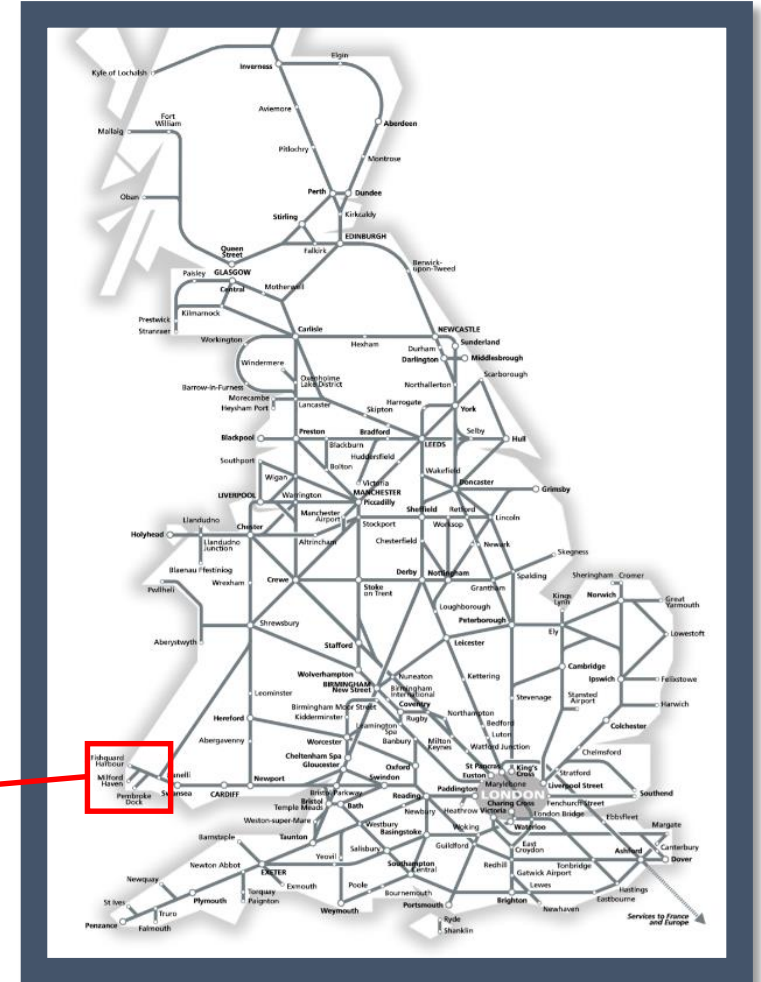 Elgin
Inverness
Kyle of Lochalsh
Aviemore
Fort
William
Mallaig
Aberdeen
Pitlochry
Montrose
Perth
Dundee
Oban
Stirling
Kirkcaldy
EDINBURGH
Queen
Street
Falkirk
GLASGOW
Central
Paisley
Motherwell
Berwick-
upon-Tweed
Prestwick
Kilmarnock
Stranraer
Carlisle
NEWCASTLE
Workington
Hexham
Durham
Sunderland
Darlington
Middlesbrough
Windermere
Oxenholme
Lake District
Northallerton
Scarborough
Barrow-in-Furness
Morecambe
Heysham Port
Lancaster
Harrogate
York
Skipton
Blackpool
Preston
Bradford
Selby
Hull
Blackburn
LEEDS
Huddersfield
Southport
Bolton
Wakefield
Wigan
Victoria
MANCHESTER
Piccadilly
Doncaster
Grimsby
LIVERPOOL
Warrington
Manchester
Airport
Sheffield
Retford
Lincoln
Llandudno
Chester
Stockport
Worksop
Holyhead
Llandudno
Junction
Altrincham
Chesterfield
Newark
Skegness
Blaenau Ffestiniog
Derby
Nottingham
Pwllheli
Wrexham
Crewe
Stoke
on Trent
Grantham
Spalding
Sheringham
Cromer
Kings
Lynn
Norwich
Great
Yarmouth
Loughborough
Shrewsbury
Peterborough
Ely
Lowestoft
Aberystwyth
Stafford
Leicester
Wolverhampton
Nuneaton
Cambridge
BIRMINGHAM
New Street
Birmingham
International
Kettering
Ipswich
Felixstowe
Leominster
Coventry
Stevenage
Stansted
Airport
Harwich
Birmingham Moor Street
Kidderminster
Rugby
Northampton
Hereford
Leamington
Spa
Bedford
Colchester
Worcester
Banbury
Milton
Keynes
Luton
Abergavenny
Watford Junction
Chelmsford
Cheltenham Spa
Gloucester
Oxford
St Pancras
Euston
King's
Cross
Stratford
Fishguard
Harbour
Milford
Haven
Llanelli
Pembroke
Dock
Swansea
CARDIFF
Newport
Swindon
Marylebone
Liverpool Street
Bristol Parkway
Paddington
LONDON
Southend
Bristol
Temple Meads
Bath
Reading
Fenchurch Street
Charing Cross
Newbury
Heathrow
Victoria
London Bridge
Ebbsfleet
Weston-super-Mare
Westbury
Basingstoke
Woking
Waterloo
Margate
Barnstaple
Taunton
Salisbury
Guildford
East
Croydon
Canterbury
Ashford
Dover
Yeovil
Newton Abbot
EXETER
Southampton
Central
Redhill
Gatwick Airport
Tonbridge
Newquay
Exmouth
Poole
Bournemouth
Lewes
Hastings
Eastbourne
St Ives
Plymouth
Torquay
Paignton
Weymouth
Portsmouth
Brighton
Newhaven
Truro
Penzance
Falmouth
Ryde
Shanklin
Services to France
and Europe